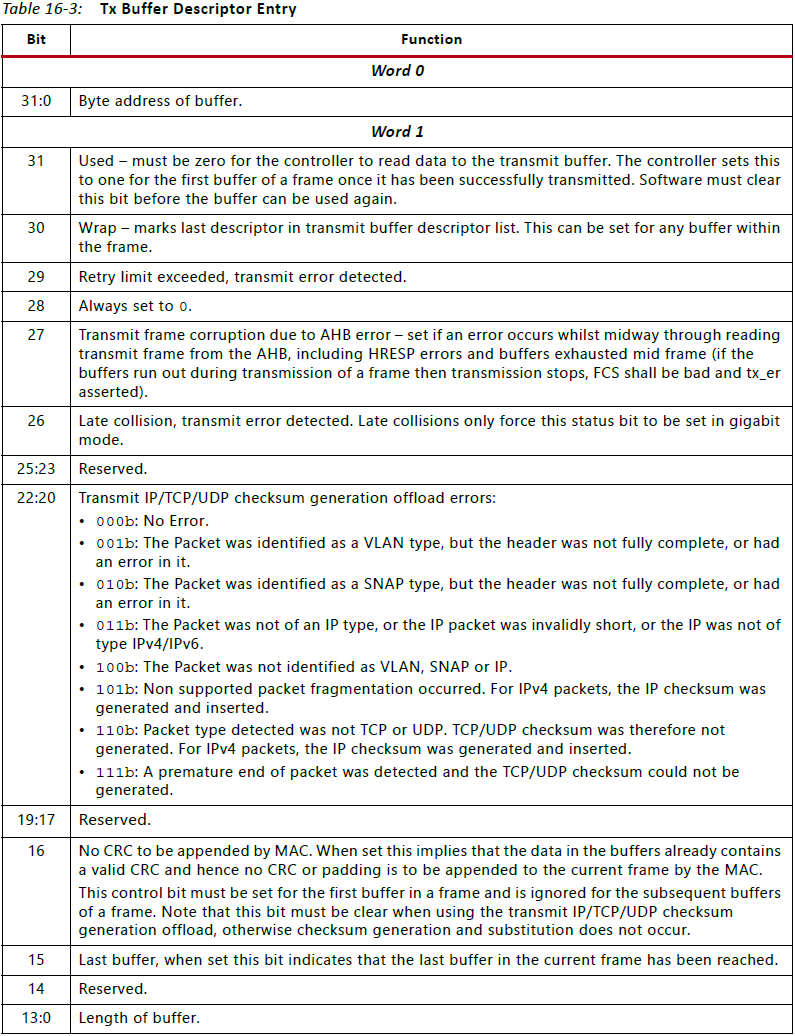 Table 16-3: Tx Buffer Descriptor Entry
Bit Function
Word 0
31:0 Byte address of buffer.
Word 1
31 Used – must be zero for the controller to read data to the transmit buffer. The controller sets this
to one for the first buffer of a frame once it has been successfully transmitted. Software must clear
this bit before the buffer can be used again.
30 Wrap – marks last descriptor in transmit buffer descriptor list. This can be set for any buffer within
the frame.
29 Retry limit exceeded, transmit error detected.
28 Always set to 0.
27 Transmit frame corruption due to AHB error – set if an error occurs whilst midway through reading
transmit frame from the AHB, including HRESP errors and buffers exhausted mid frame (if the
buffers run out during transmission of a frame then transmission stops, FCS shall be bad and tx_er
asserted).
26 Late collision, transmit error detected. Late collisions only force this status bit to be set in gigabit
mode.
25:23 Reserved.
22:20 Transmit IP/TCP/UDP checksum generation offload errors:
• 000b: No Error.
• 001b: The Packet was identified as a VLAN type, but the header was not fully complete, or had
an error in it.
• 010b: The Packet was identified as a SNAP type, but the header was not fully complete, or had
an error in it.
• 011b: The Packet was not of an IP type, or the IP packet was invalidly short, or the IP was not of
type IPv4/IPv6.
• 100b: The Packet was not identified as VLAN, SNAP or IP.
• 101b: Non supported packet fragmentation occurred. For IPv4 packets, the IP checksum was
generated and inserted.
• 110b: Packet type detected was not TCP or UDP. TCP/UDP checksum was therefore not
generated. For IPv4 packets, the IP checksum was generated and inserted.
• 111b: A premature end of packet was detected and the TCP/UDP checksum could not be
generated.
19:17 Reserved.
16 No CRC to be appended by MAC. When set this implies that the data in the buffers already contains
a valid CRC and hence no CRC or padding is to be appended to the current frame by the MAC.
This control bit must be set for the first buffer in a frame and is ignored for the subsequent buffers
of a frame. Note that this bit must be clear when using the transmit IP/TCP/UDP checksum
generation offload, otherwise checksum generation and substitution does not occur.
15 Last buffer, when set this bit indicates that the last buffer in the current frame has been reached.
14 Reserved.
13:0 Length of buffer.